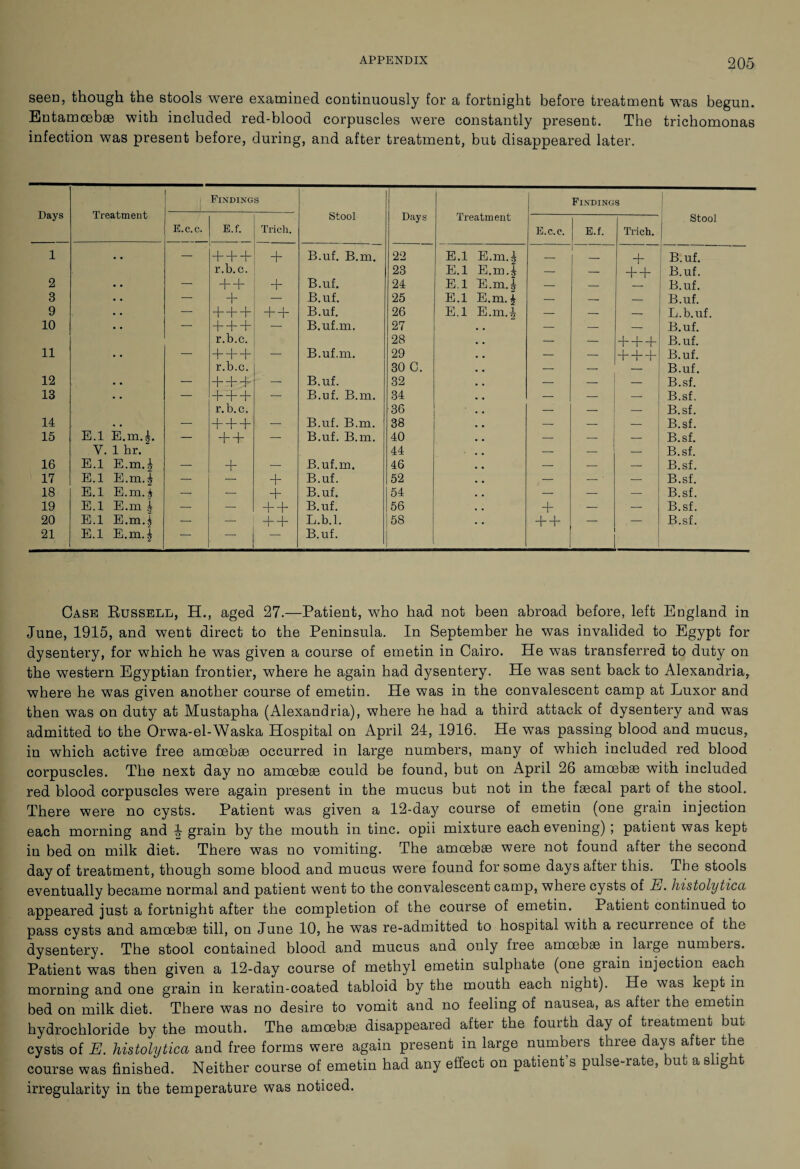 APPENDIX 205
seen, though the stools were examined continuously for a fortnight before treatment was begun.
Entamœbæ with included red-blood corpuscles were constantly present. The trichomonas
infection was present before, during, and after treatment, but disappeared later.
Days Treatment Findings Stool Days Treatment Findings Stool
E.c.c. E.f. Trich. E.c.c. E.f. Trich.
1 .. — +++ + B.uf. B.m. 22 E.1 E.m.½ — — + B.uf.
r.b.c. 23 E.1 E.m.½ — — ++ B.uf.
2 .. — ++ + B.uf. 24 E.1 E.m.½ — — — B.uf.
3 .. — + — B.uf. 25 E.1 E.m.½ — — — B.uf.
9 .. — +++ ++ B.uf. 26 E.1 E.m.½ — — — L.b.uf.
10 .. — +++ — B.uf.m. 27 .. — — — B.uf.
r.b.c. 28 .. — — +++ B.uf.
11 .. — +++ — B.uf.m. 29 .. — — +++ B.uf.
r.b.c. 30 C. .. — — — B.uf.
12 .. — +++ — B.uf. 32 .. — — — B.sf.
13 .. — +++ — B.uf. B.m. 34 .. — — — B.sf.
r.b.c. 36 .. — — — B.sf.
14 .. — +++ — B.uf. B.m. 38 .. — — — B.sf.
15 E.1 E.m.½. — ++ — B.uf. B.m. 40 .. — — — B.sf.
V. 1 hr. 44 .. — — — B.sf.
16 E.1 E.m.½ — + — B.uf.m. 46 .. — — — B.sf.
17 E.1 E.m.½ — — + B.uf. 52 .. — — — B.sf.
18 E.1 E.m.½ — — + B.uf. 54 .. — — — B.sf.
19 E.1 E.m ½ — — ++ B.uf. 56 .. + — — B.sf.
20 E.1 E.m.½ — — ++ L.b.l. 58 .. ++ — — B.sf.
21 E.1 E.m.½ — — — B.uf.
Case Russell, H., aged 27.—Patient, who had not been abroad before, left England in
June, 1915, and went direct to the Peninsula. In September he was invalided to Egypt for
dysentery, for which he was given a course of emetin in Cairo. He was transferred to duty on
the western Egyptian frontier, where he again had dysentery. He was sent back to Alexandria,
where he was given another course of emetin. He was in the convalescent camp at Luxor and
then was on duty at Mustapha (Alexandria), where he had a third attack of dysentery and was
admitted to the Orwa-el-Waska Hospital on April 24, 1916. He was passing blood and mucus,
in which active free amœbæ occurred in large numbers, many of which included red blood
corpuscles. The next day no amœbæ could be found, but on April 26 amœbæ with included
red blood corpuscles were again present in the mucus but not in the fæcal part of the stool.
There were no cysts. Patient was given a 12-day course of emetin (one grain injection
each morning and ½ grain by the mouth in tinc. opii mixture each evening); patient was kept
in bed on milk diet. There was no vomiting. The amœbæ were not found after the second
day of treatment, though some blood and mucus were found for some days after this. The stools
eventually became normal and patient went to the convalescent camp, where cysts of E. histolytica
appeared just a fortnight after the completion of the course of emetin. Patient continued to
pass cysts and amœbæ till, on June 10, he was re-admitted to hospital with a recurrence of the
dysentery. The stool contained blood and mucus and only free amœbæ in large numbers.
Patient was then given a 12-day course of methyl emetin sulphate (one grain injection each
morning and one grain in keratin-coated tabloid by the mouth each night). He was kept in
bed on milk diet. There was no desire to vomit and no feeling of nausea, as after the emetin
hydrochloride by the mouth. The amœbæ disappeared after the fourth day of treatment but
cysts of E. histolytica and free forms were again present in large numbers three days after the
course was finished. Neither course of emetin had any effect on patient's pulse-rate, but a slight
irregularity in the temperature was noticed.